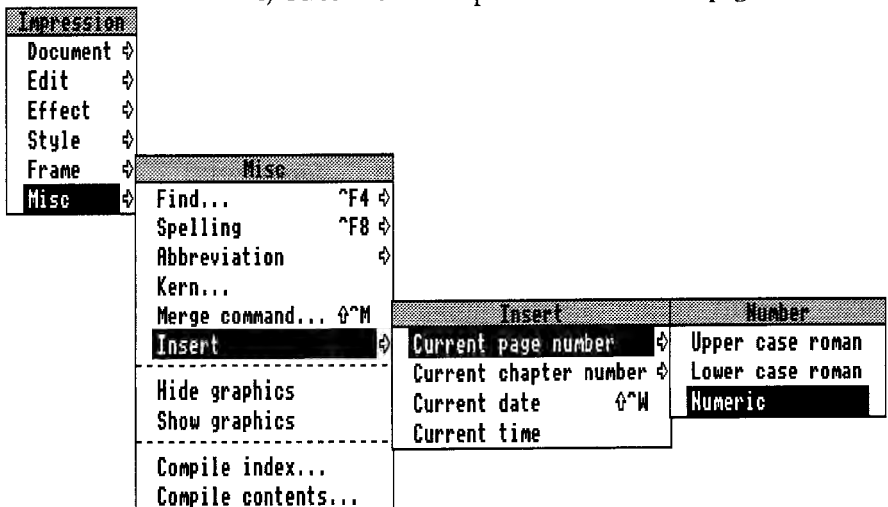 Impression
Document ⇨
Edit ⇨
Effect ⇨
Style ⇨
Frame ⇨
Misc ⇨
Misc
Find... ^F4 ⇨
Spelling ^F8 ⇨
Abbreviation ⇨
Kern...
Merge command... ⇧^M
Insert ⇨
Hide graphics
Show graphics
Compile index...
Compile contents...
Insert
Current page number ⇨
Current chapter number ⇨
Current date ⇧^W
Current time
Number
Upper case roman
Lower case roman
Numeric